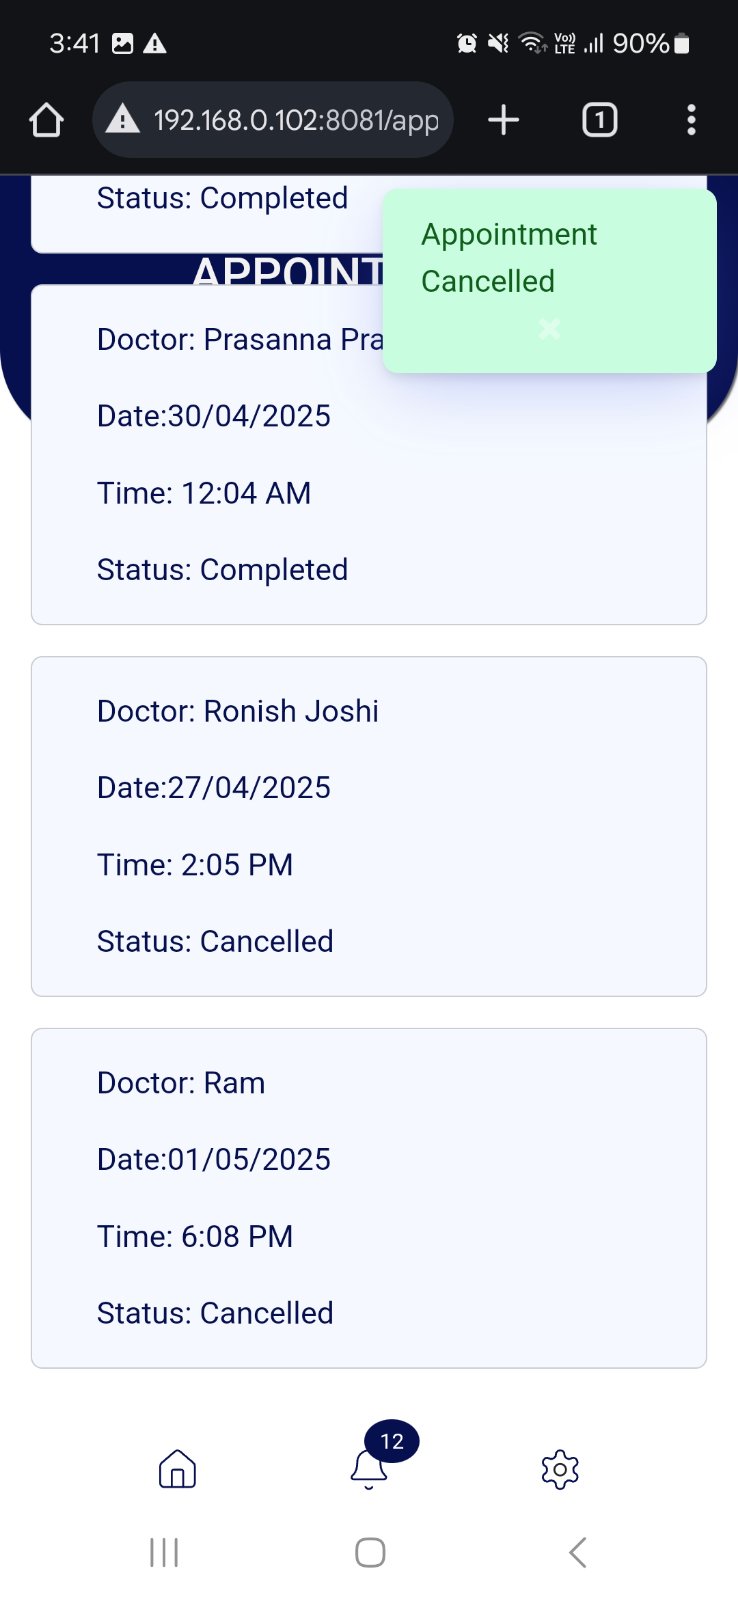 3:41
Vo))
LTE
90%
192.168.0.102:8081/app
1
Status: Completed
Appointment
Cancelled
APPOINT
Doctor: Prasanna Pra
Date:30/04/2025
Time: 12:04 AM
Status: Completed
Doctor: Ronish Joshi
Date:27/04/2025
Time: 2:05 PM
Status: Cancelled
Doctor: Ram
Date:01/05/2025
Time: 6:08 PM
Status: Cancelled
12